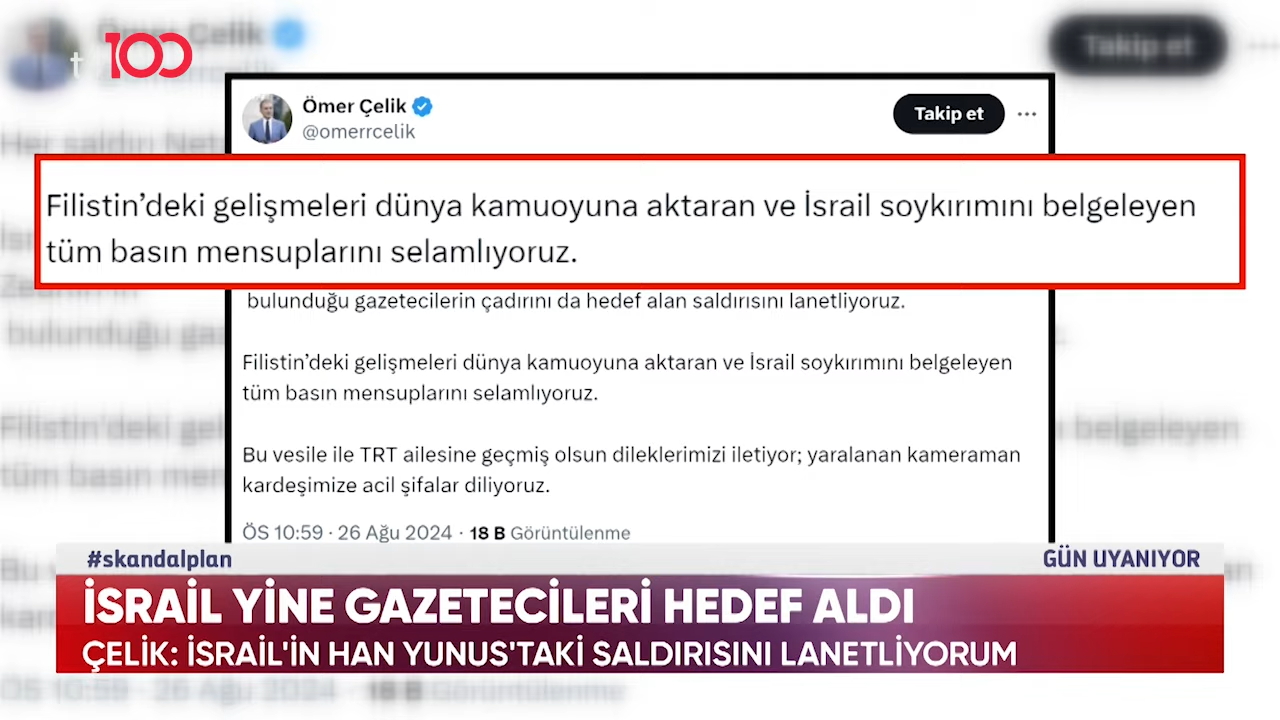 t 100
Ömer Çelik
@omerrcelik
Takip et
Filistin’deki gelişmeleri dünya kamuoyuna aktaran ve İsrail soykırımını belgeleyen
tüm basın mensuplarını selamlıyoruz.
bulunduğu gazetecilerin çadırını da hedef alan saldırısını lanetliyoruz.
Filistin’deki gelişmeleri dünya kamuoyuna aktaran ve İsrail soykırımını belgeleyen
tüm basın mensuplarını selamlıyoruz.
Bu vesile ile TRT ailesine geçmiş olsun dileklerimizi iletiyor; yaralanan kameraman
kardeşimize acil şifalar diliyoruz.
ÖS 10:59 · 26 Ağu 2024 · 18 B Görüntülenme
#skandalplan
GÜN UYANIYOR
İSRAİL YİNE GAZETECİLERİ HEDEF ALDI
ÇELİK: İSRAİL'İN HAN YUNUS'TAKİ SALDIRISINI LANETLİYORUM